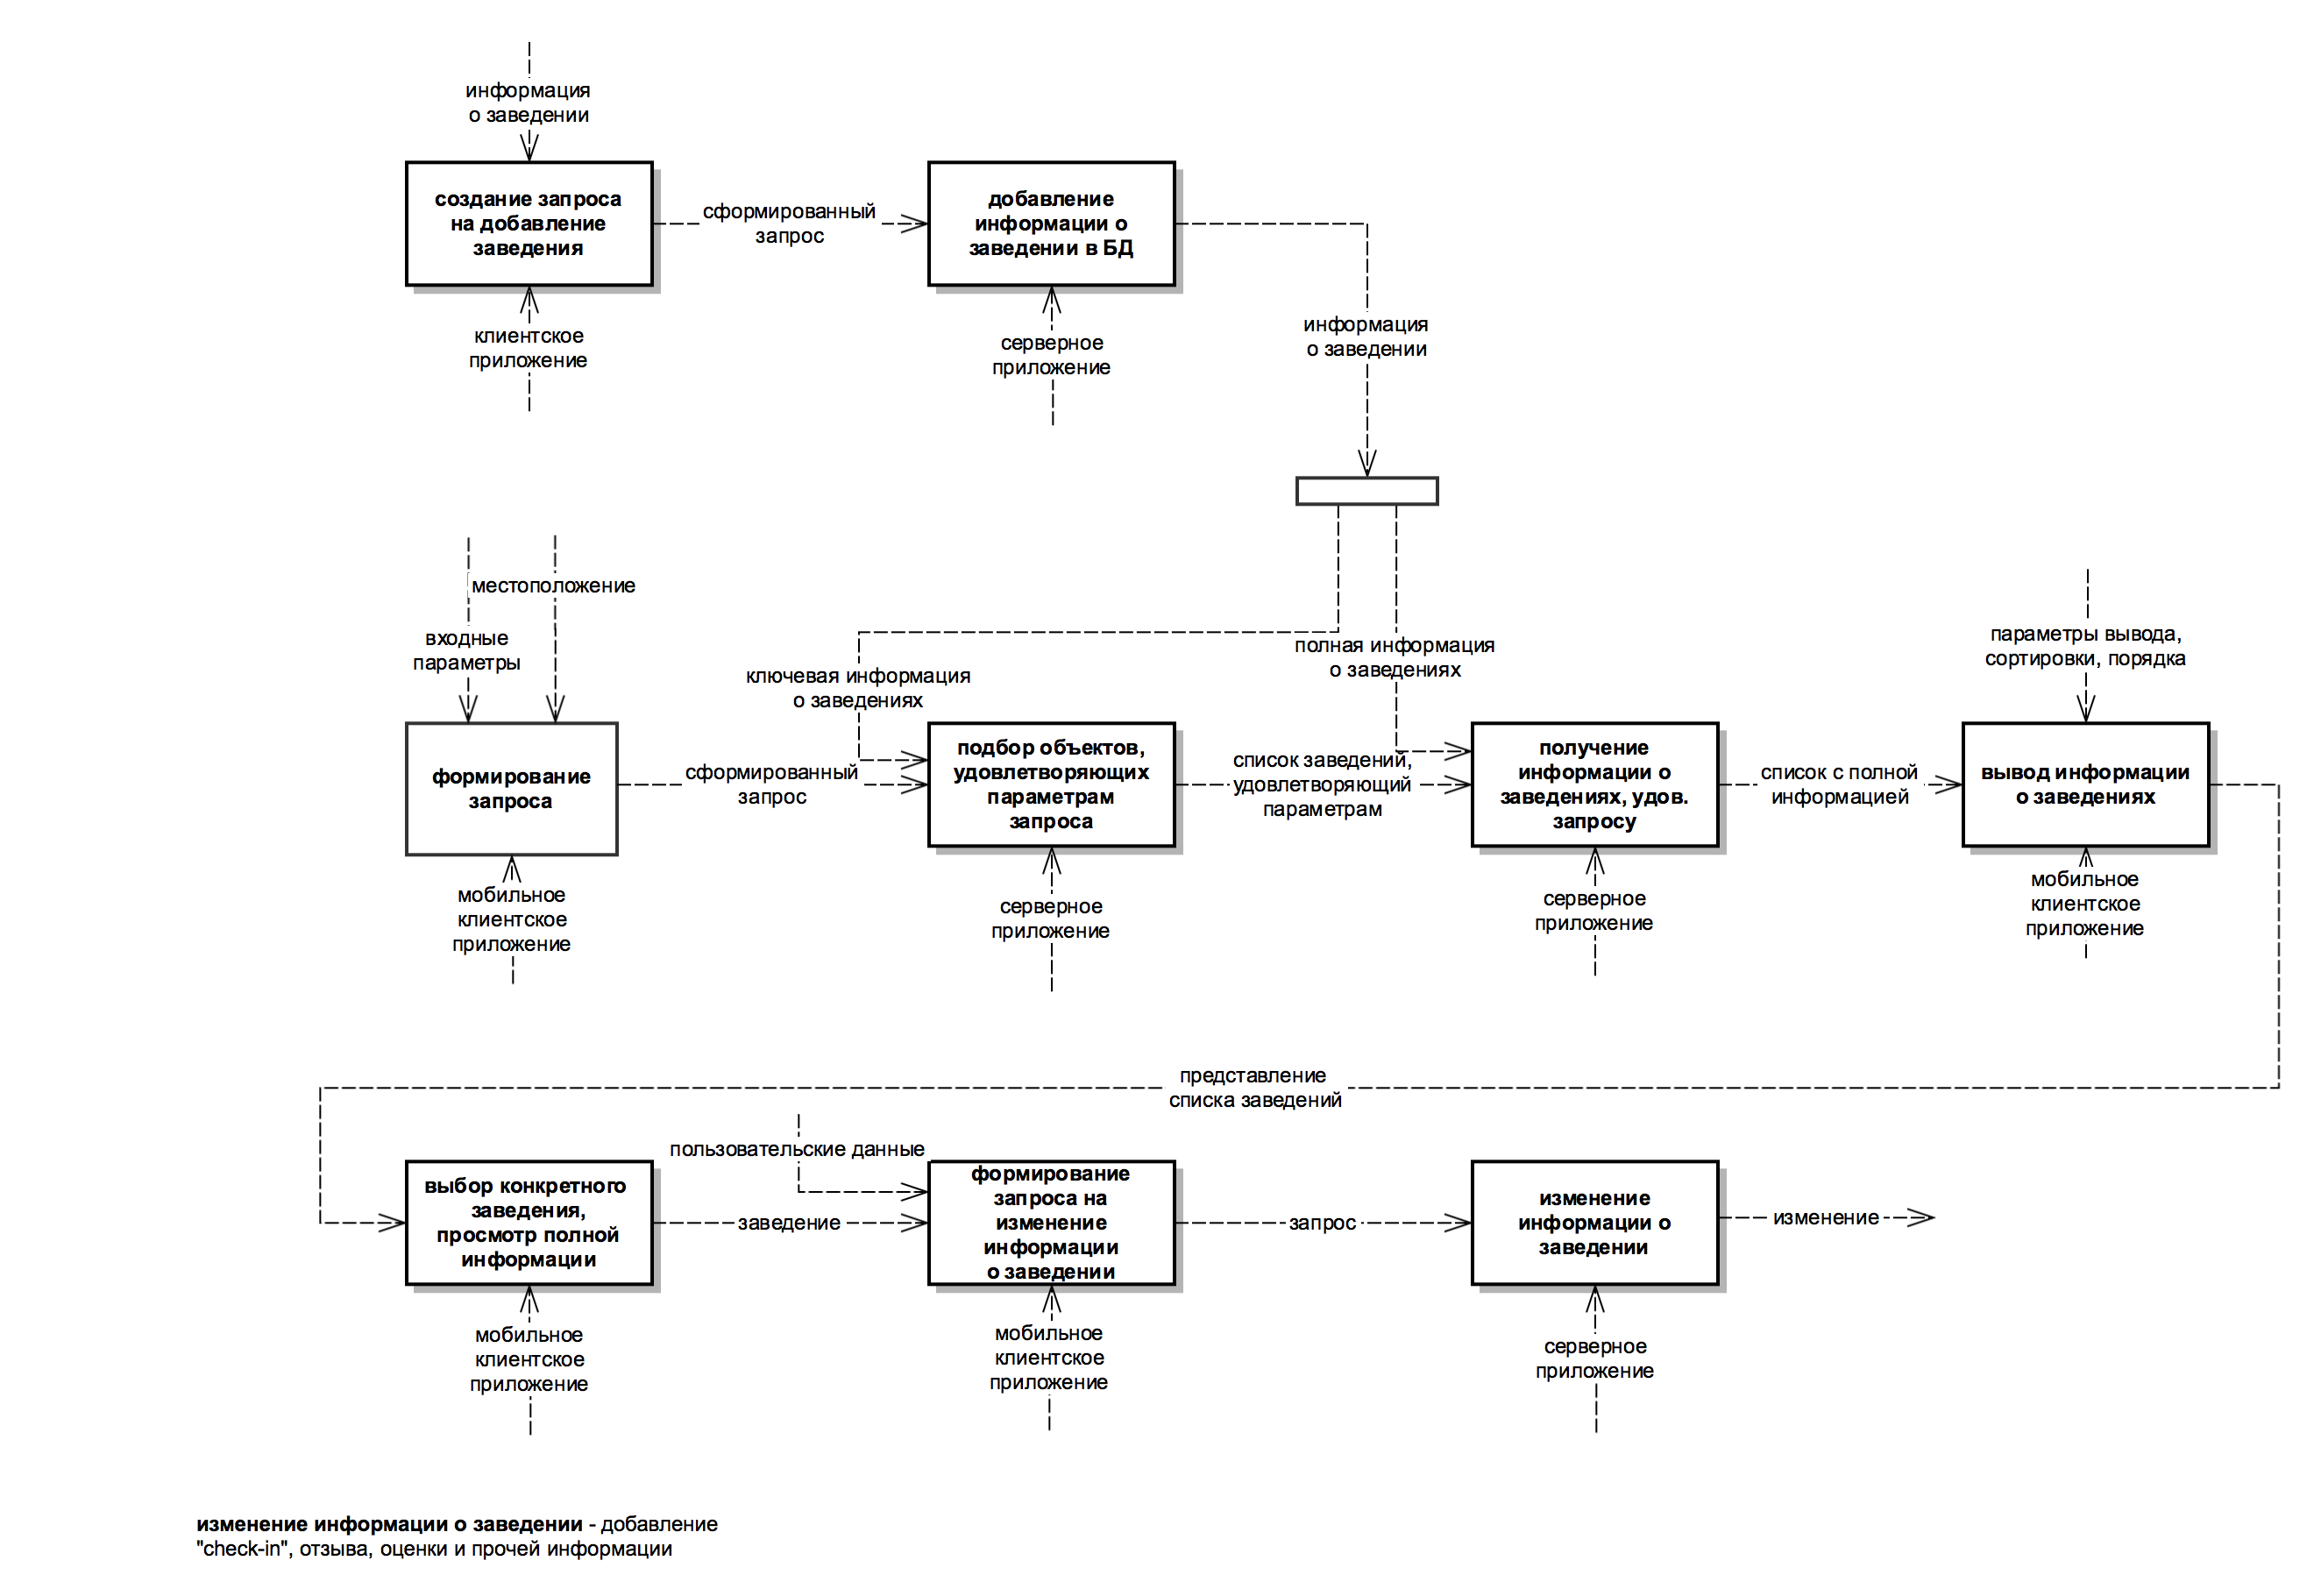 информация
о заведении
создание запроса
на добавление
заведения
сформированный
запрос
добавление
информации о
заведении в БД
клиентское
приложение
серверное
приложение
информация
о заведении
местоположение
входные
параметры
ключевая информация
о заведениях
полная информация
о заведениях
параметры вывода,
сортировки, порядка
формирование
запроса
сформированный
запрос
подбор объектов,
удовлетворяющих
параметрам
запроса
список заведений,
удовлетворяющий
параметрам
получение
информации о
заведениях, удов.
запросу
список с полной
информацией
вывод информации
о заведениях
мобильное
клиентское
приложение
серверное
приложение
серверное
приложение
мобильное
клиентское
приложение
представление
списка заведений
пользовательские данные
выбор конкретного
заведения,
просмотр полной
информации
заведение
формирование
запроса на
изменение
информации
о заведении
запрос
изменение
информации о
заведении
изменение
мобильное
клиентское
приложение
мобильное
клиентское
приложение
серверное
приложение
изменение информации о заведении - добавление
"check-in", отзыва, оценки и прочей информации